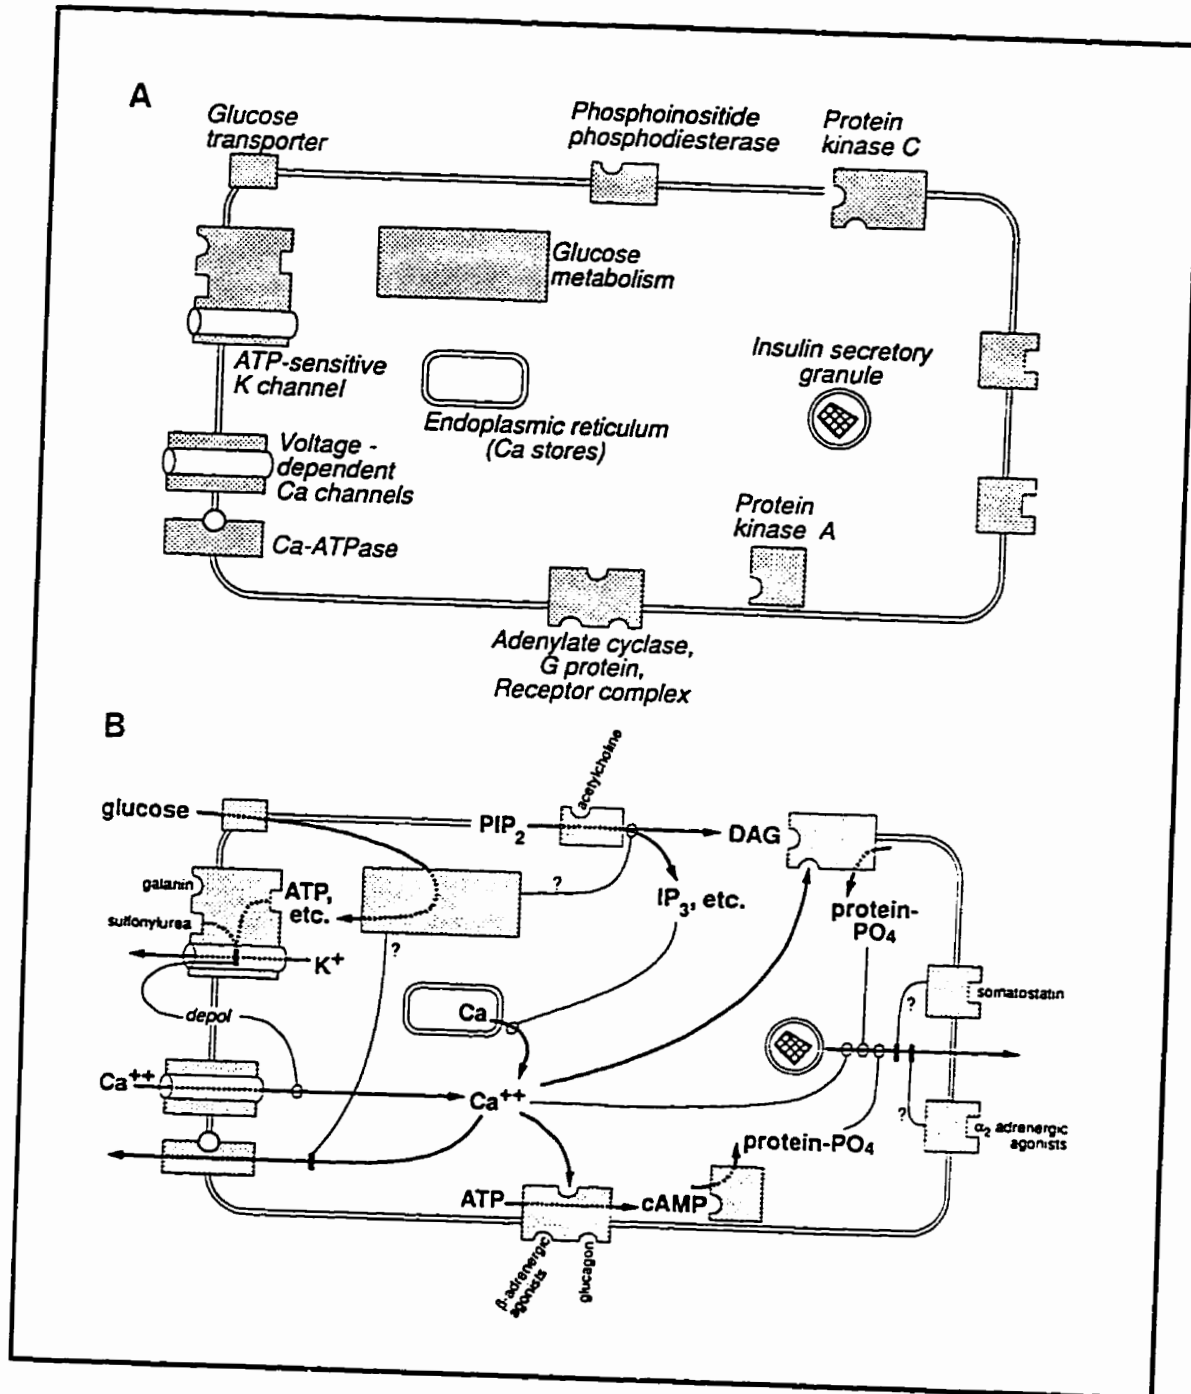 A
Glucose
transporter
Phosphoinositide
phosphodiesterase
Protein
kinase C
Glucose
metabolism
ATP-sensitive
K channel
Endoplasmic reticulum
(Ca stores)
Insulin secretory
granule
Voltage -
dependent
Ca channels
Ca-ATPase
Protein
kinase A
Adenylate cyclase,
G protein,
Receptor complex
B
acetylcholine
glucose
PIP2
DAG
galanin
ATP,
etc.
?
IP3, etc.
protein-
PO4
sulfonylurea
K+
?
Ca
somatostatin
?
depol
Ca++
Ca++
?
α2 adrenergic
agonists
protein-PO4
ATP
cAMP
β-adrenergic
agonists
glucagon